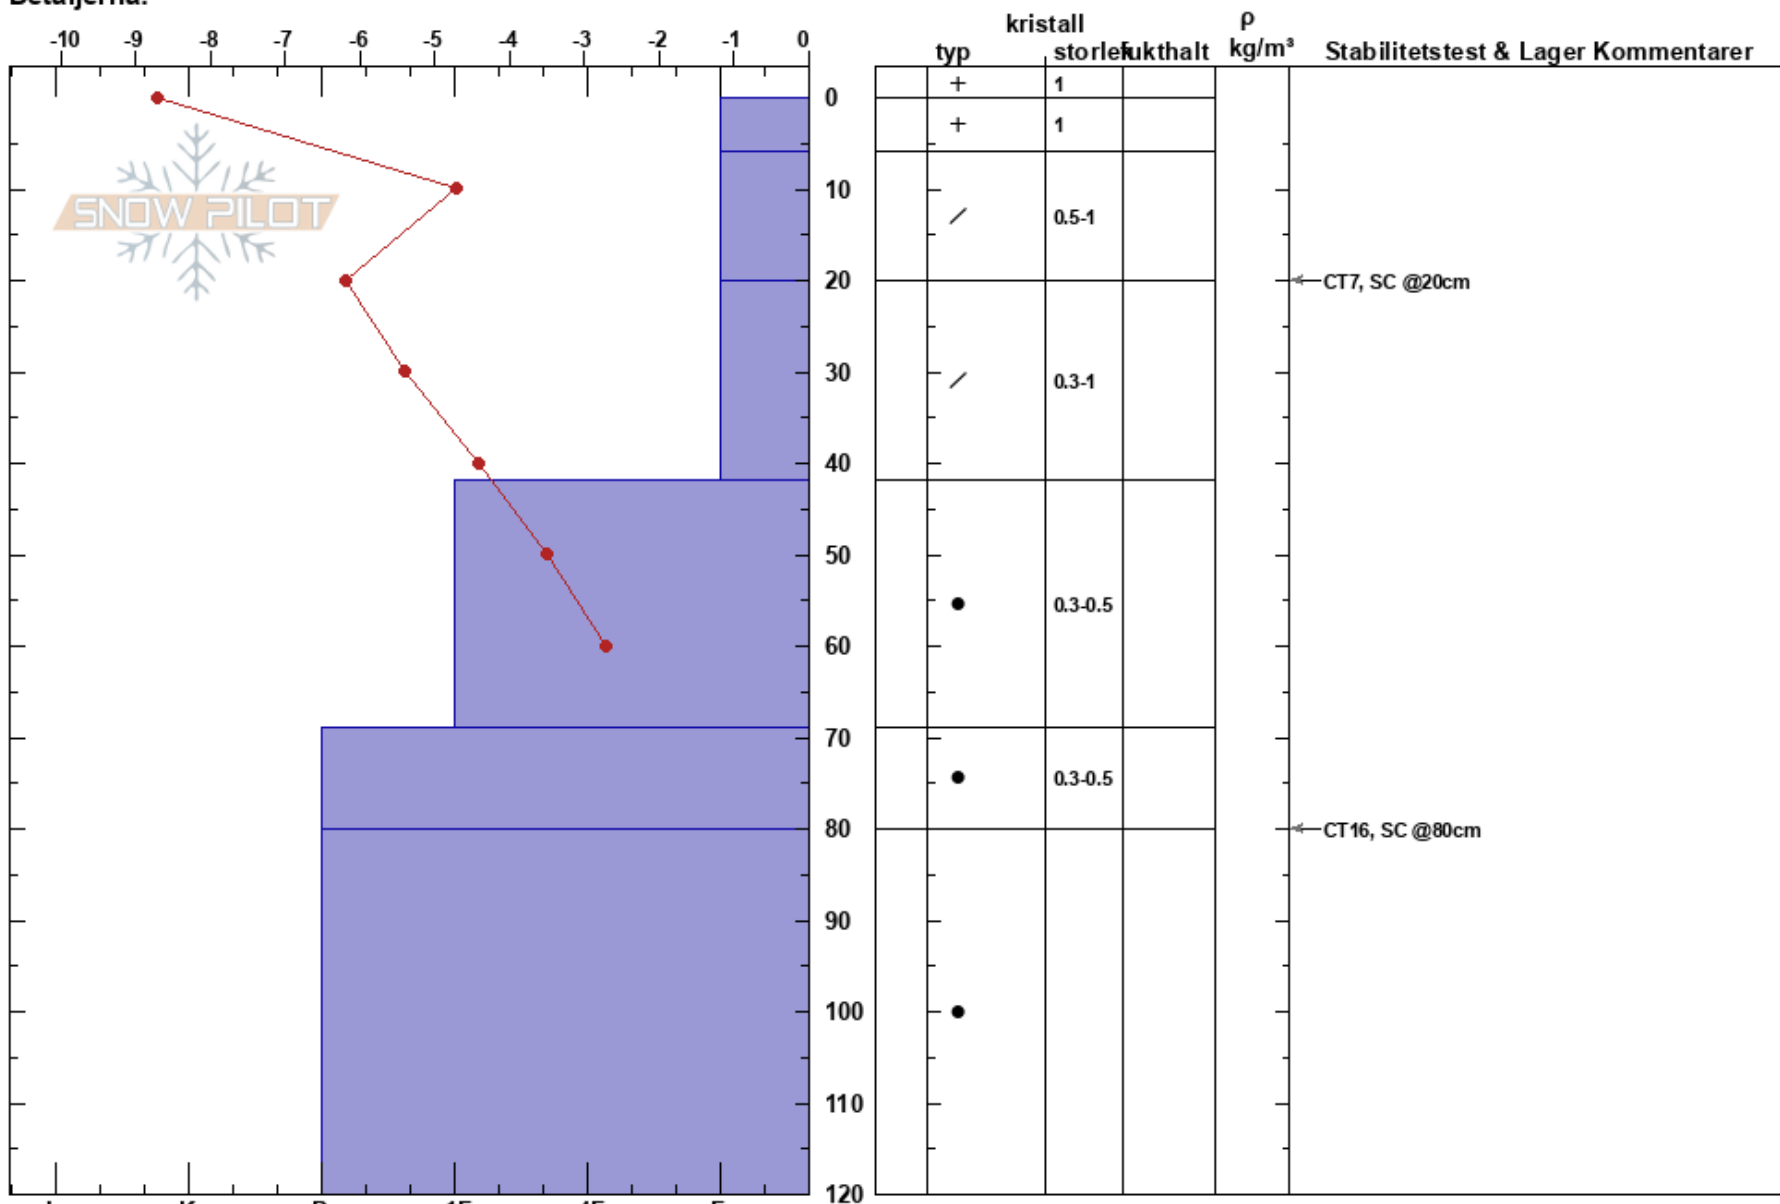 Detaljerna:
kristall ρ
-10 -9 -8 -7 -6 -5 -4 -3 -2 -1 0
typ storlek fukthalt kg/m³ Stabilitetstest & Lager Kommentarer
+ 1
0
+ 1
SNOW PILOT
10
/ 0.5-1
20 CT7, SC @20cm
30
/ 0.3-1
40
50
● 0.3-0.5
60
70
● 0.3-0.5
80 CT16, SC @80cm
90
100 ●
110
120
I K P 1F 4F F